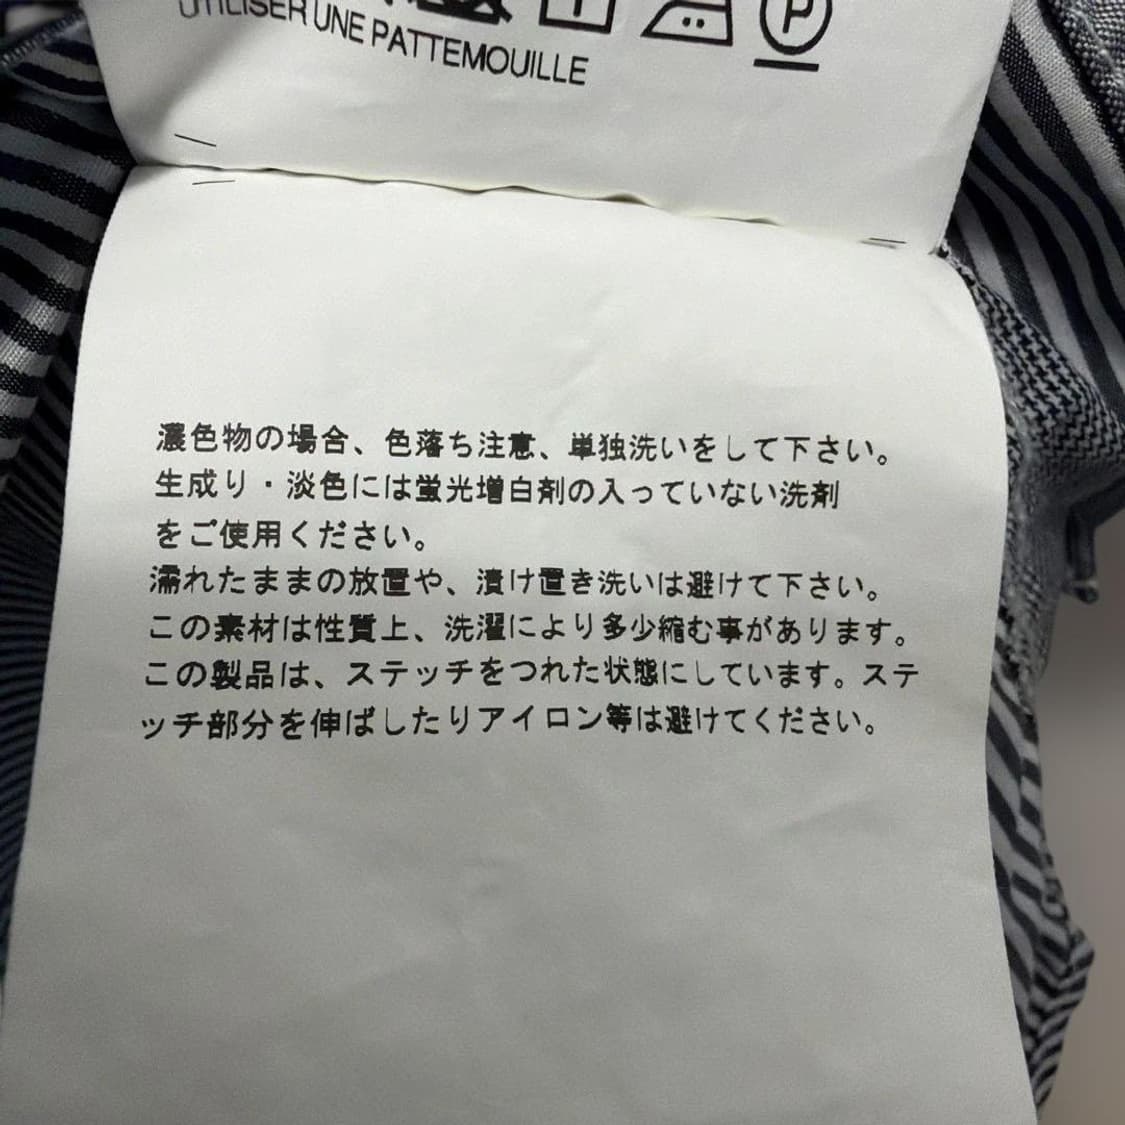 UTILISER UNE PATTEMOUILLE
P
濃色物の場合、色落ち注意、単独洗いをして下さい。
生成り・淡色には蛍光増白剤の入っていない洗剤
をご使用ください。
濡れたままの放置や、漬け置き洗いは避けて下さい。
この素材は性質上、洗濯により多少縮む事があります。
この製品は、ステッチをつれた状態にしています。ステ
ッチ部分を伸ばしたりアイロン等は避けてください。